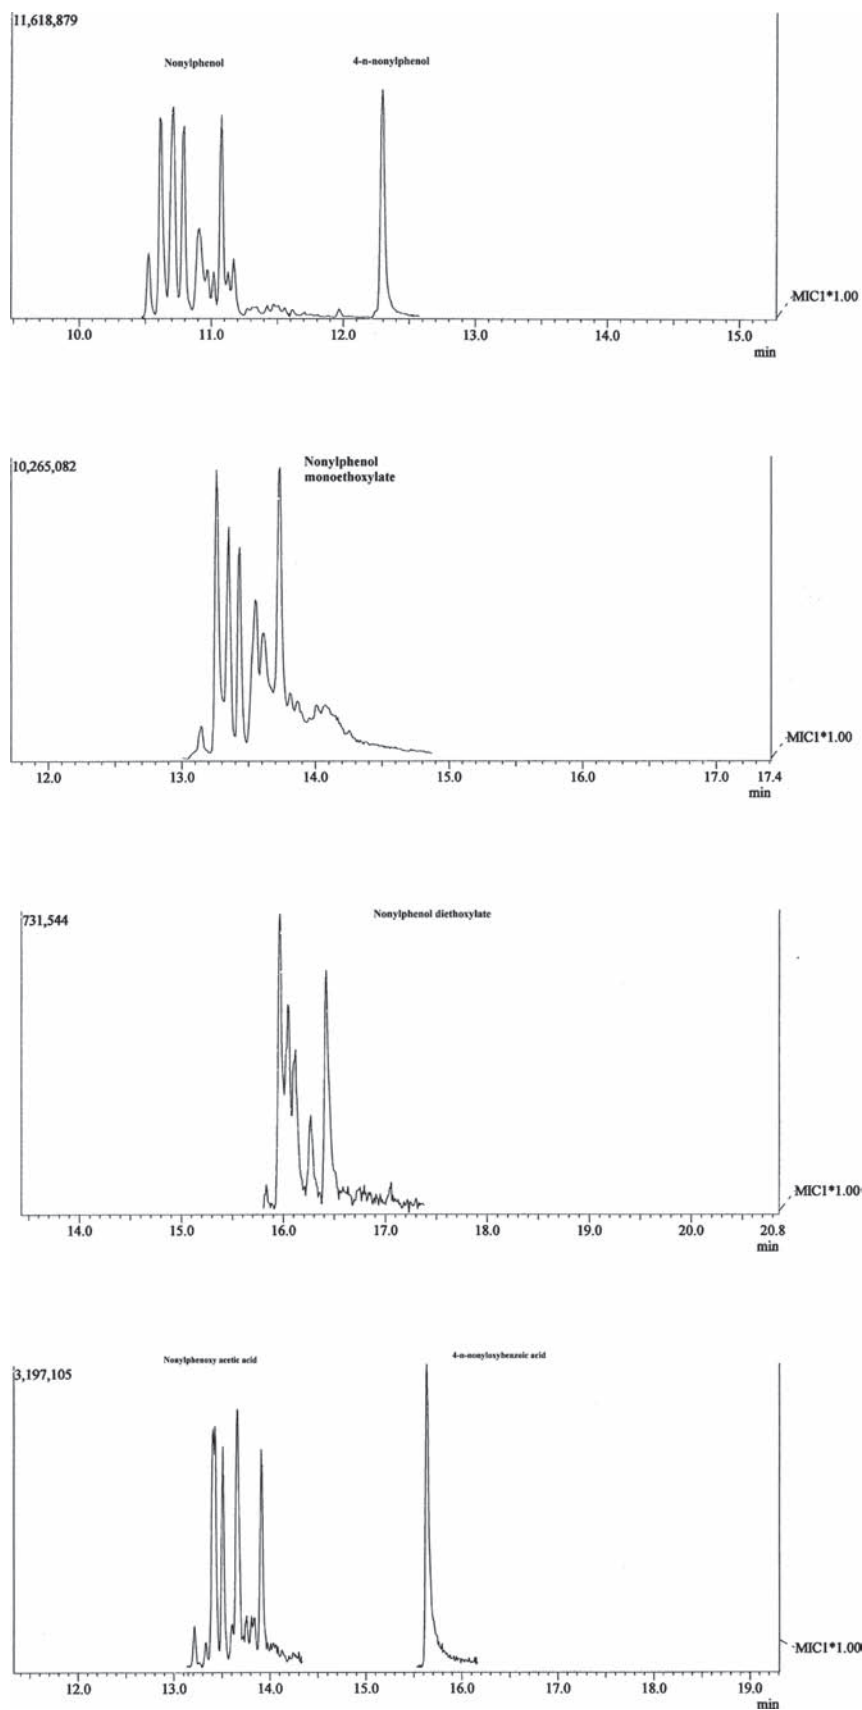 11,618,879
Nonylphenol
4-n-nonylphenol
MIC1*1.00
10.0 11.0 12.0 13.0 14.0 15.0
min
10,265,082
Nonylphenol
monoethoxylate
MIC1*1.00
12.0 13.0 14.0 15.0 16.0 17.0 17.4
min
731,544
Nonylphenol diethoxylate
MIC1*1.00
14.0 15.0 16.0 17.0 18.0 19.0 20.0 20.8
min
Nonylphenoxy acetic acid
4-n-nonyloxybenzoic acid
3,197,105
MIC1*1.00
12.0 13.0 14.0 15.0 16.0 17.0 18.0 19.0
min